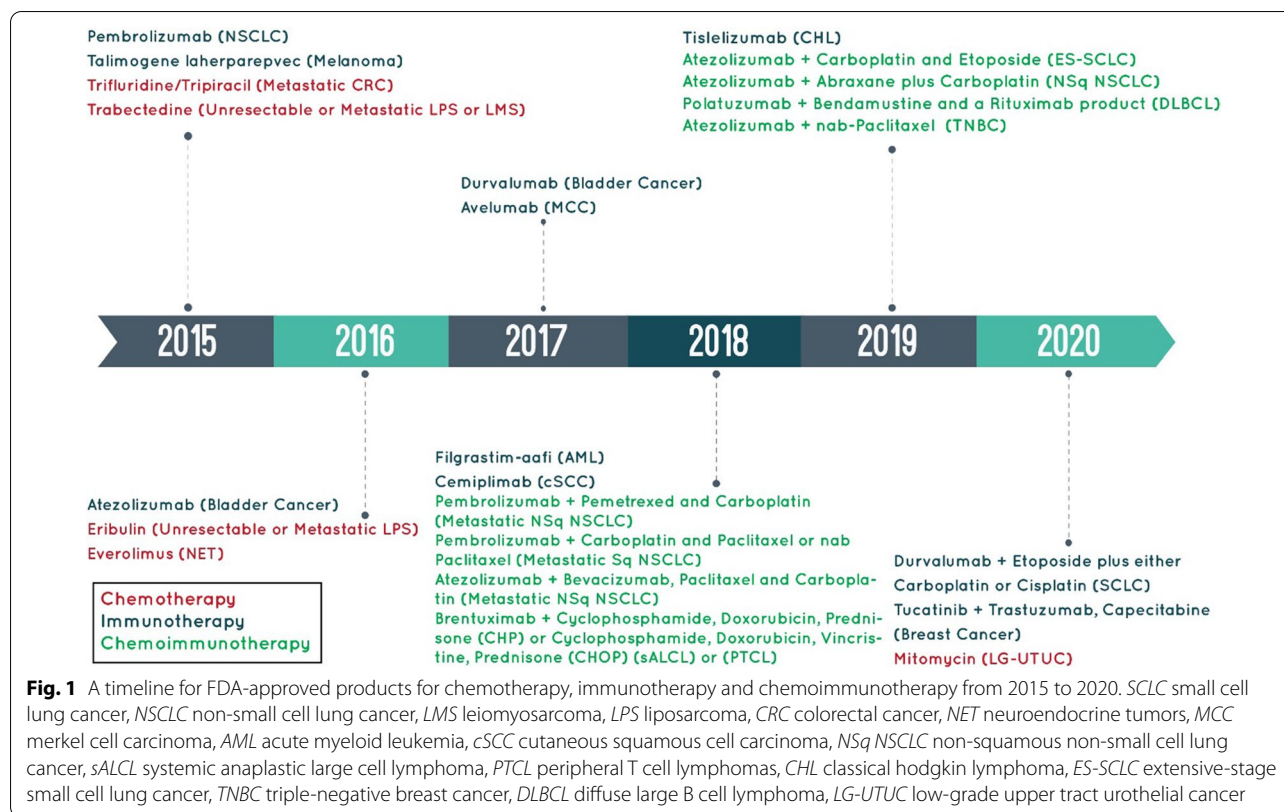 Pembrolizumab (NSCLC)
Talimogene laherparepvec (Melanoma)
Trifluridine/Tripiracil (Metastatic CRC)
Trabectedine (Unresectable or Metastatic LPS or LMS)
Tislelizumab (CHL)
Atezolizumab + Carboplatin and Etoposide (ES-SCLC)
Atezolizumab + Abraxane plus Carboplatin (NSq NSCLC)
Polatuzumab + Bendamustine and a Rituximab product (DLBCL)
Atezolizumab + nab-Paclitaxel (TNBC)
Durvalumab (Bladder Cancer)
Avelumab (MCC)
2015 2016 2017 2018 2019 2020
Atezolizumab (Bladder Cancer)
Eribulin (Unresectable or Metastatic LPS)
Everolimus (NET)
Chemotherapy
Immunotherapy
Chemoimmunotherapy
Filgrastim-aafi (AML)
Cemiplimab (cSCC)
Pembrolizumab + Pemetrexed and Carboplatin
(Metastatic NSq NSCLC)
Pembrolizumab + Carboplatin and Paclitaxel or nab
Paclitaxel (Metastatic Sq NSCLC)
Atezolizumab + Bevacizumab, Paclitaxel and Carbopla-
tin (Metastatic NSq NSCLC)
Brentuximab + Cyclophosphamide, Doxorubicin, Predni-
sone (CHP) or Cyclophosphamide, Doxorubicin, Vincris-
tine, Prednisone (CHOP) (sALCL) or (PTCL)
Durvalumab + Etoposide plus either
Carboplatin or Cisplatin (SCLC)
Tucatinib + Trastuzumab, Capecitabine
(Breast Cancer)
Mitomycin (LG-UTUC)
Fig. 1 A timeline for FDA-approved products for chemotherapy, immunotherapy and chemoimmunotherapy from 2015 to 2020. SCLC small cell
lung cancer, NSCLC non-small cell lung cancer, LMS leiomyosarcoma, LPS liposarcoma, CRC colorectal cancer, NET neuroendocrine tumors, MCC
merkel cell carcinoma, AML acute myeloid leukemia, cSCC cutaneous squamous cell carcinoma, NSq NSCLC non-squamous non-small cell lung
cancer, sALCL systemic anaplastic large cell lymphoma, PTCL peripheral T cell lymphomas, CHL classical hodgkin lymphoma, ES-SCLC extensive-stage
small cell lung cancer, TNBC triple-negative breast cancer, DLBCL diffuse large B cell lymphoma, LG-UTUC low-grade upper tract urothelial cancer